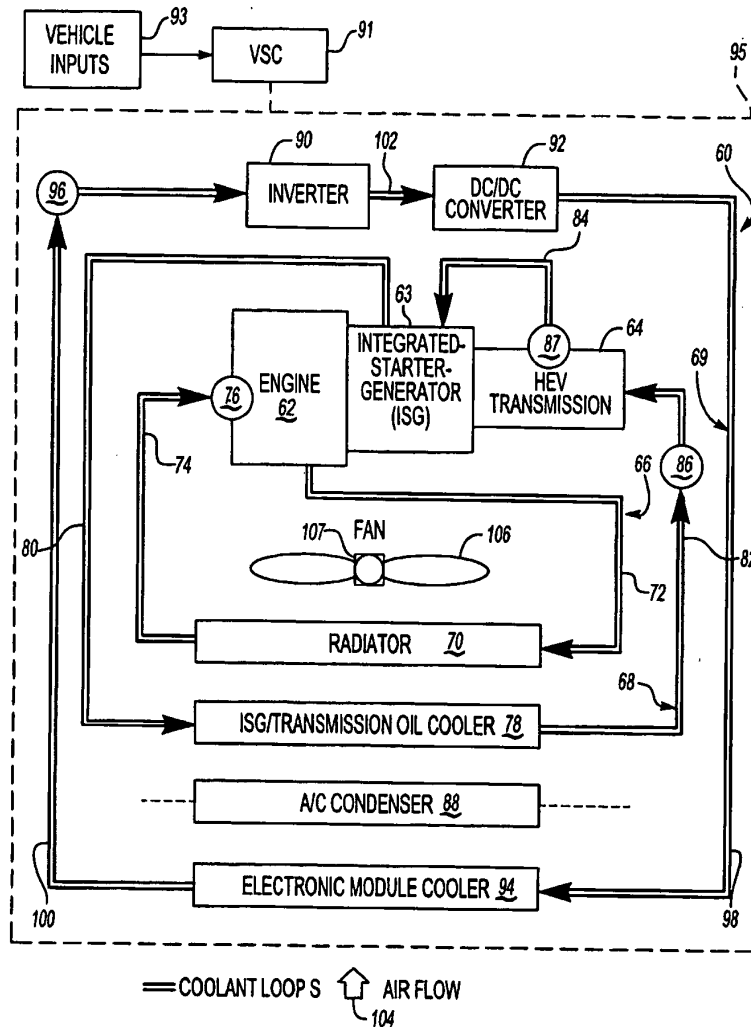 93
VEHICLE
INPUTS
91
VSC
95
90
102
92
60
96
INVERTER
DC/DC
CONVERTER
84
63
64
87
INTEGRATED-
STARTER-
GENERATOR
(ISG)
ENGINE
62
76
HEV
TRANSMISSION
69
74
86
66
80
FAN
107
106
72
82
RADIATOR 70
68
ISG/TRANSMISSION OIL COOLER 78
A/C CONDENSER 88
ELECTRONIC MODULE COOLER 94
100
98
COOLANT LOOP S
AIR FLOW
104